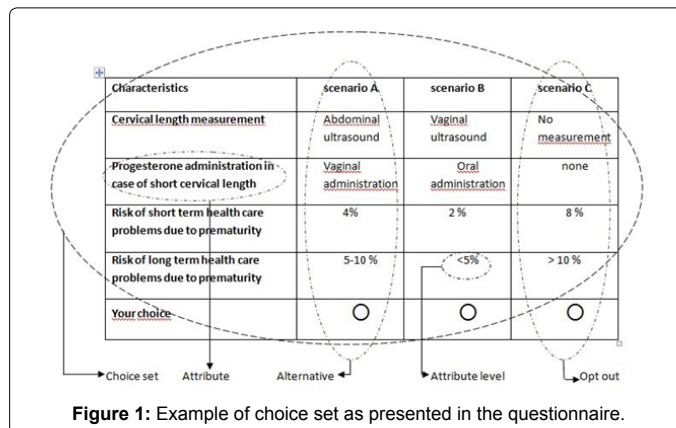 Characteristics scenario A scenario B scenario C
Cervical length measurement Abdominal Vaginal No
ultrasound ultrasound measurement
Progesterone administration in Vaginal Oral none
case of short cervical length administration administration
Risk of short term health care 4% 2 % 8 %
problems due to prematurity
Risk of long term health care 5-10 % <5% > 10 %
problems due to prematurity
Your choice
Choice set Attribute Alternative Attribute level Opt out
Figure 1: Example of choice set as presented in the questionnaire.